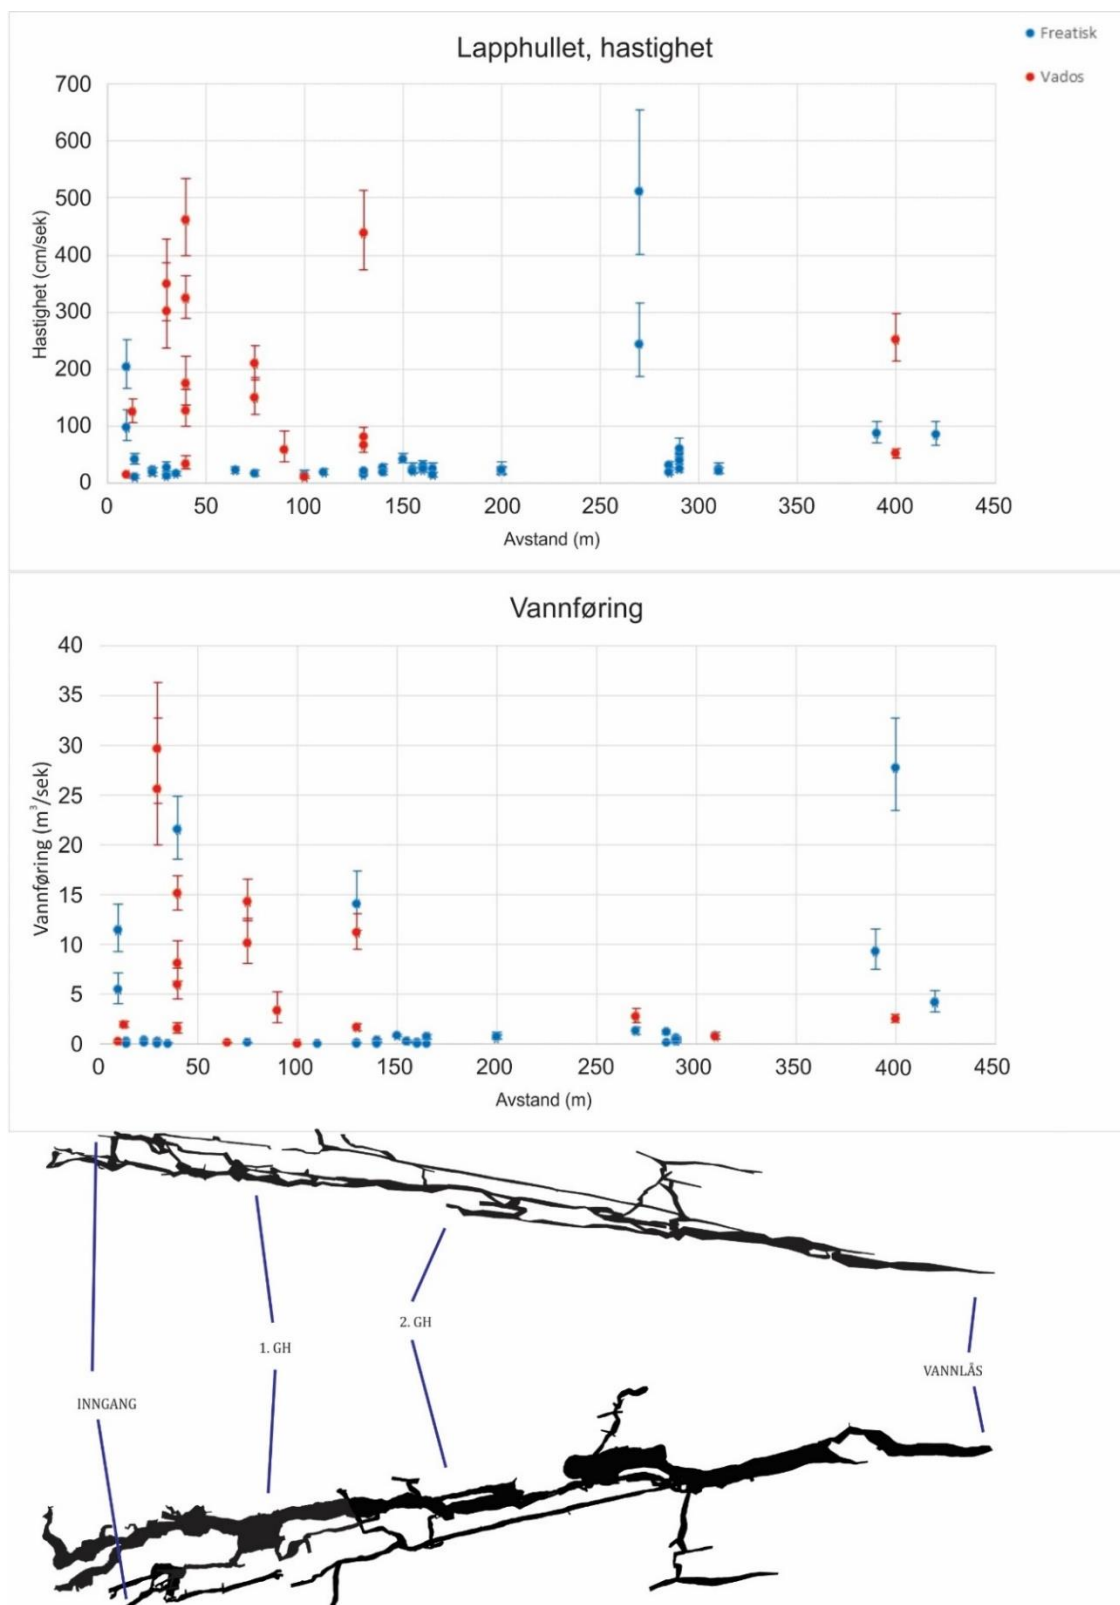 Lapphullet, hastighet
Freatisk
Vados
700
600
500
400
300
200
100
0
Hastighet (cm/sek)
0 50 100 150 200 250 300 350 400 450
Avstand (m)
Vannføring
40
35
30
25
20
15
10
5
0
Vannføring (m³/sek)
0 50 100 150 200 250 300 350 400 450
Avstand (m)
INNGANG
1. GH
2. GH
VANNLÅS